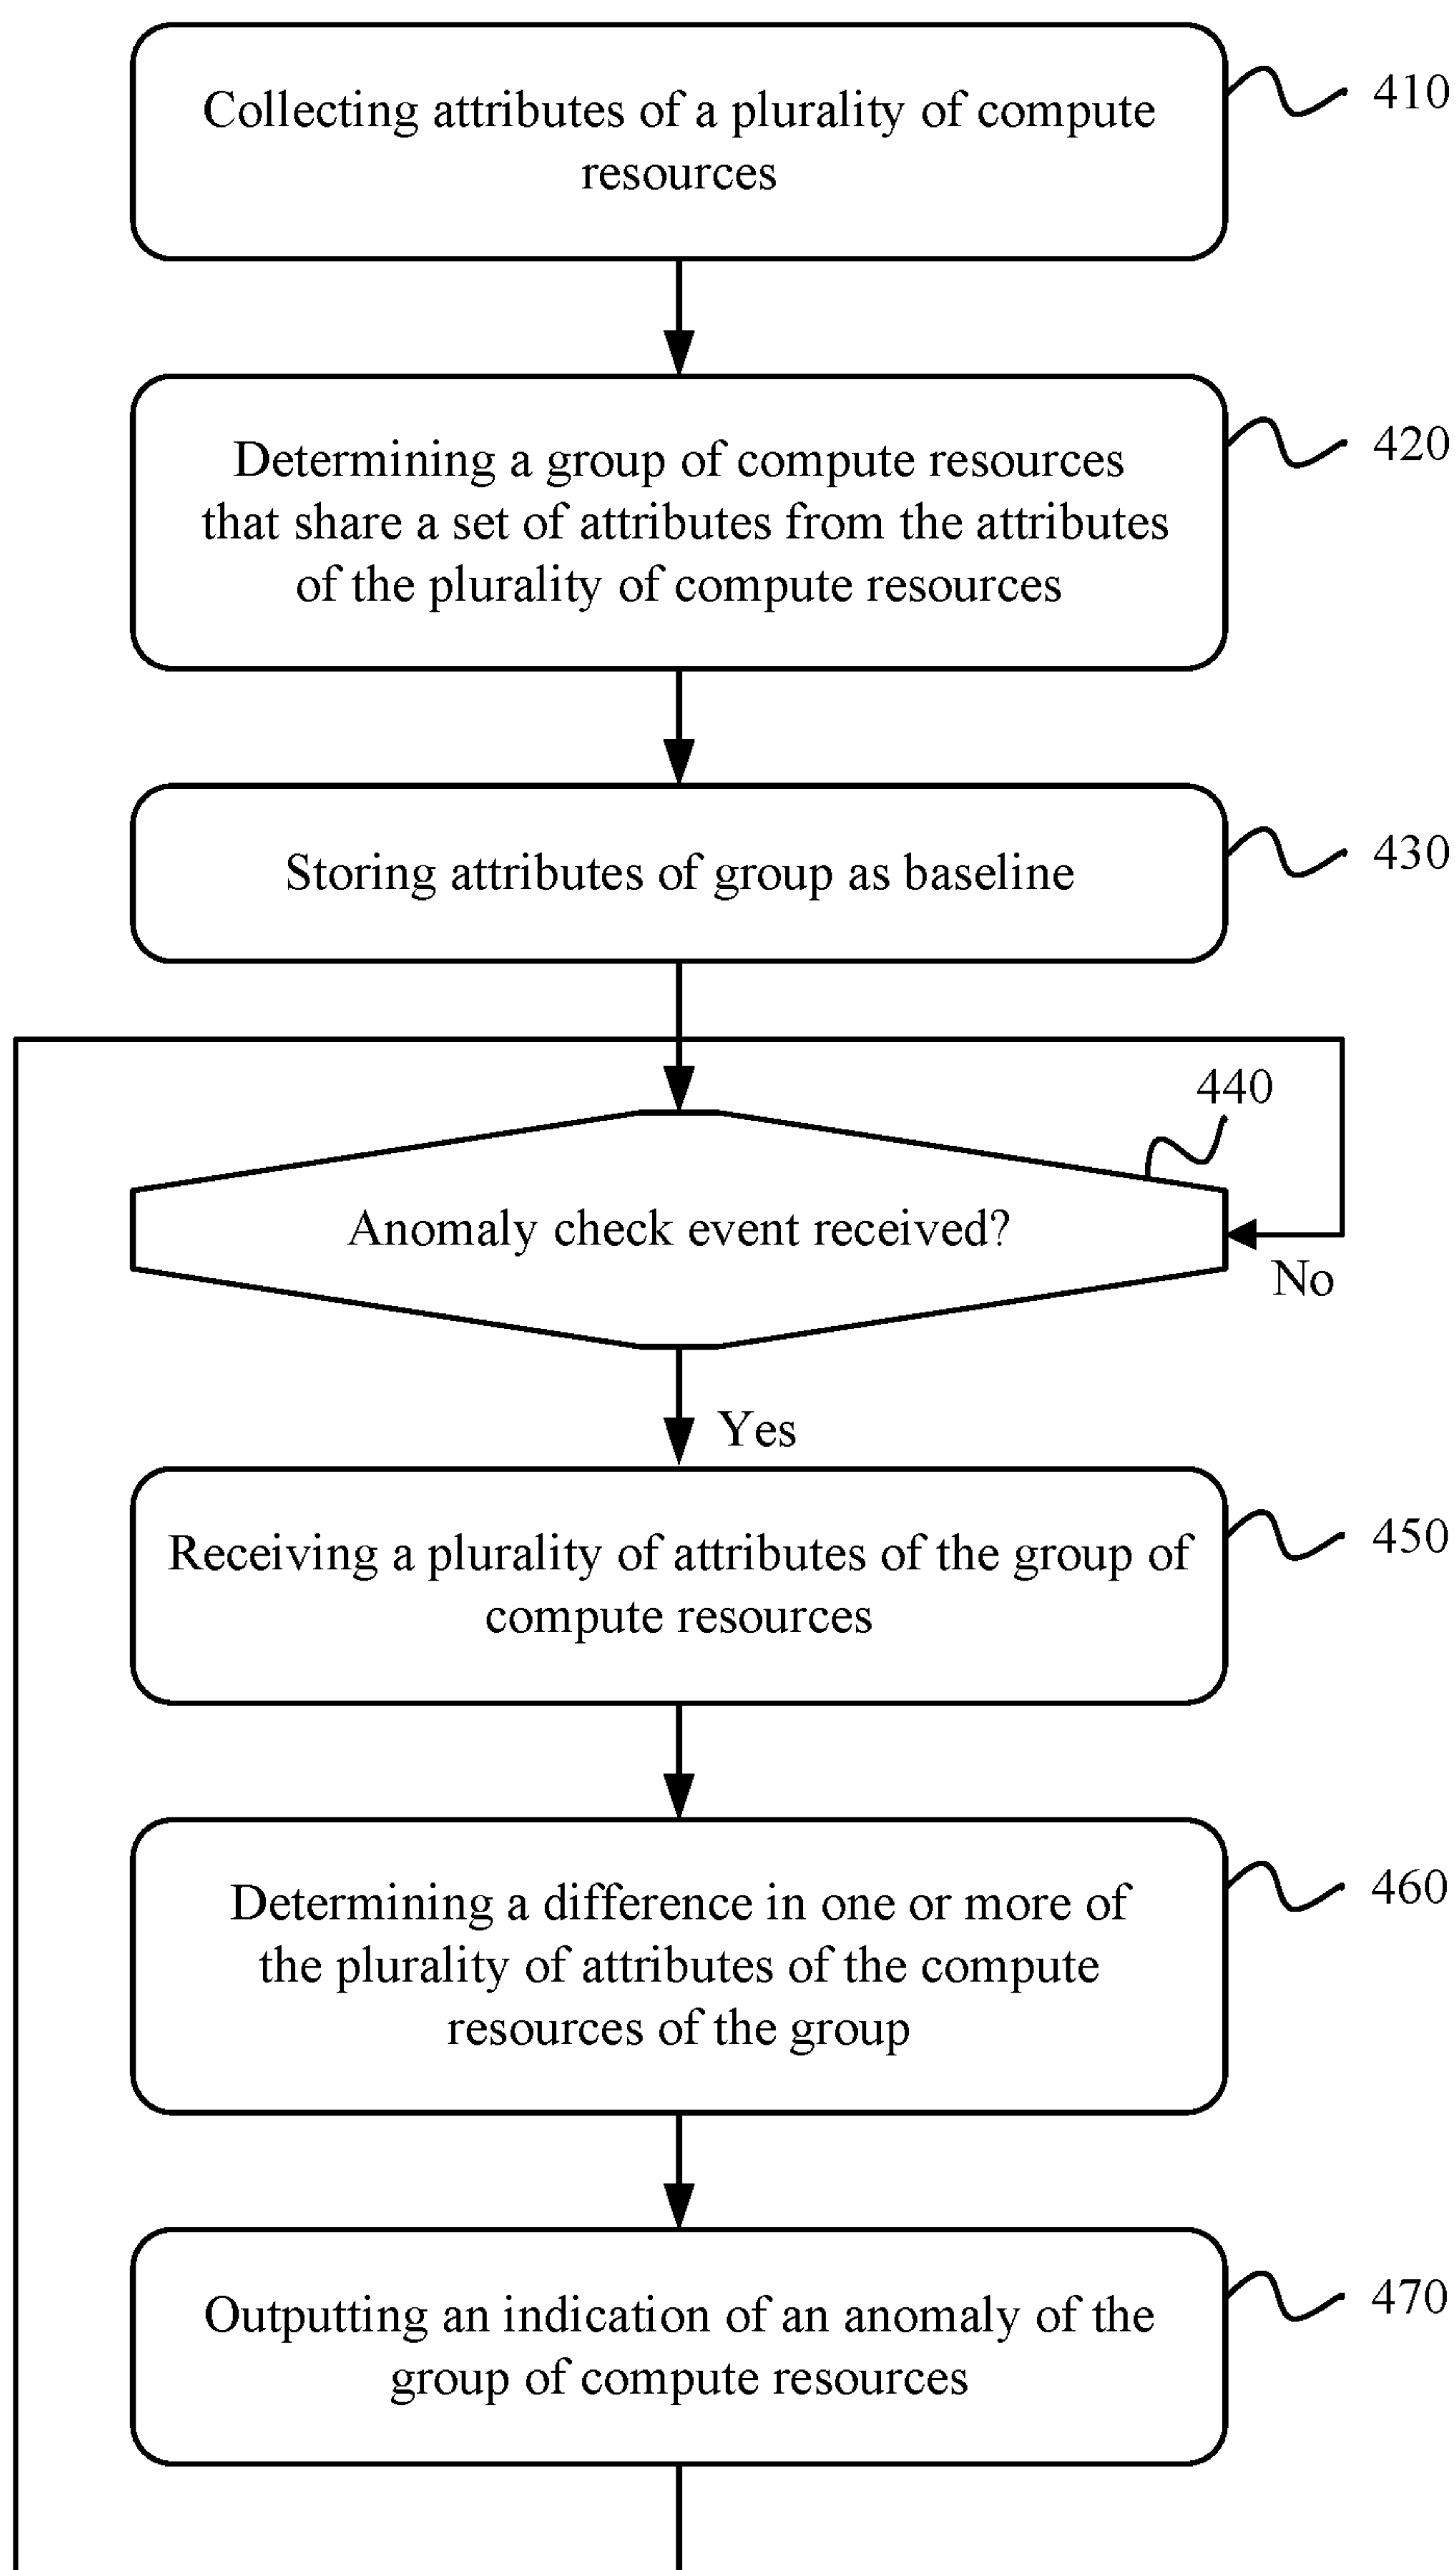 Collecting attributes of a plurality of compute
resources
410
Determining a group of compute resources
that share a set of attributes from the attributes
of the plurality of compute resources
420
Storing attributes of group as baseline
430
440
Anomaly check event received?
No
Yes
Receiving a plurality of attributes of the group of
compute resources
450
Determining a difference in one or more of
the plurality of attributes of the compute
resources of the group
460
Outputting an indication of an anomaly of the
group of compute resources
470